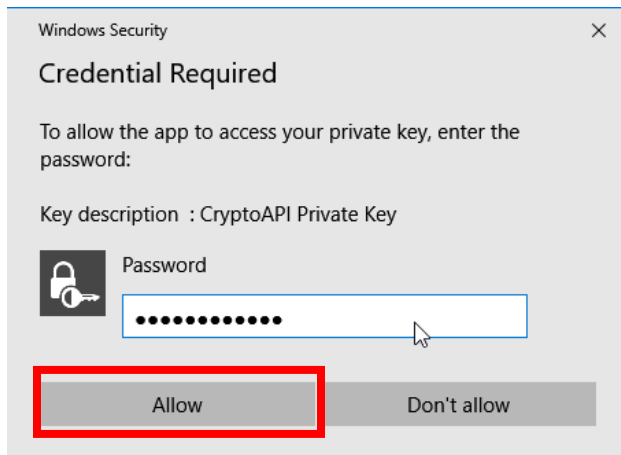 Windows Security
Credential Required
To allow the app to access your private key, enter the
password:
Key description : CryptoAPI Private Key
Password
●●●●●●●●●●●●
Allow
Don't allow